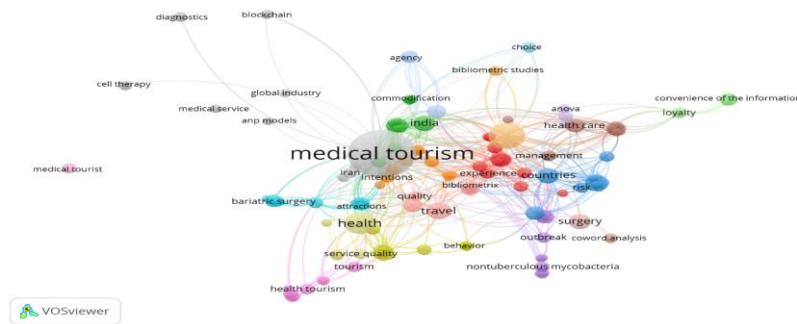 diagnostics
blockchain
choice
agency
bibliometric studies
cell therapy
global industry
commodification
convenience of the information
medical service
anova
loyalty
anp models
india
health care
medical tourism
management
medical tourist
iran
intentions
experience
countries
bibliometrix
risk
quality
bariatric surgery
attractions
travel
health
surgery
outbreak
coword analysis
behavior
service quality
tourism
nontuberculous mycobacteria
health tourism
VOSviewer